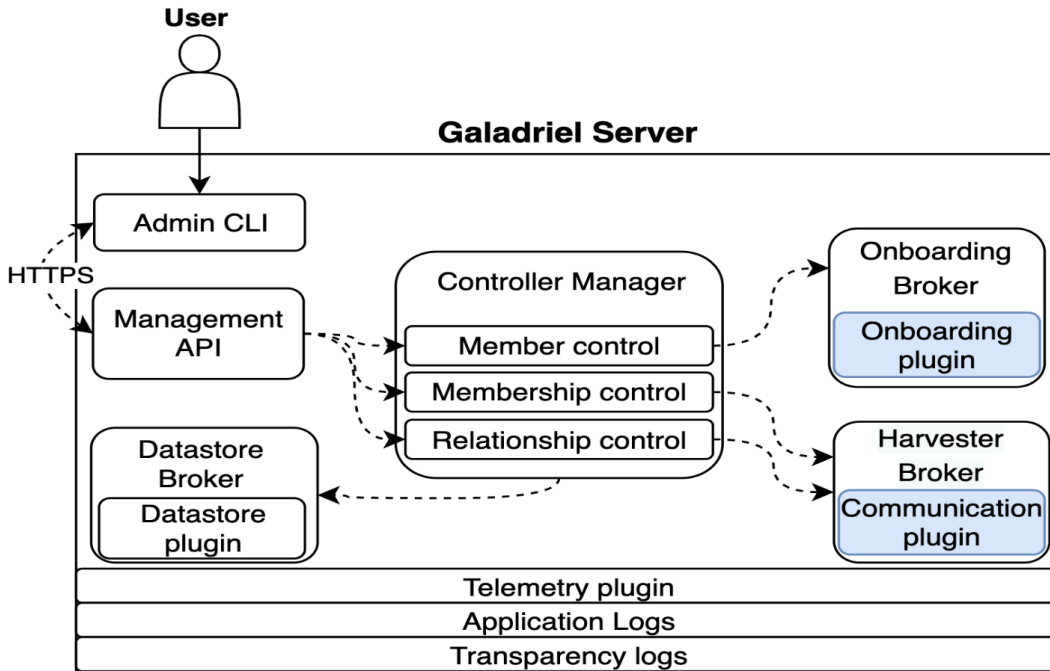 User
Galadriel Server
Admin CLI
HTTPS
Management
API
Controller Manager
Member control
Membership control
Relationship control
Onboarding
Broker
Onboarding
plugin
Datastore
Broker
Datastore
plugin
Harvester
Broker
Communication
plugin
Telemetry plugin
Application Logs
Transparency logs